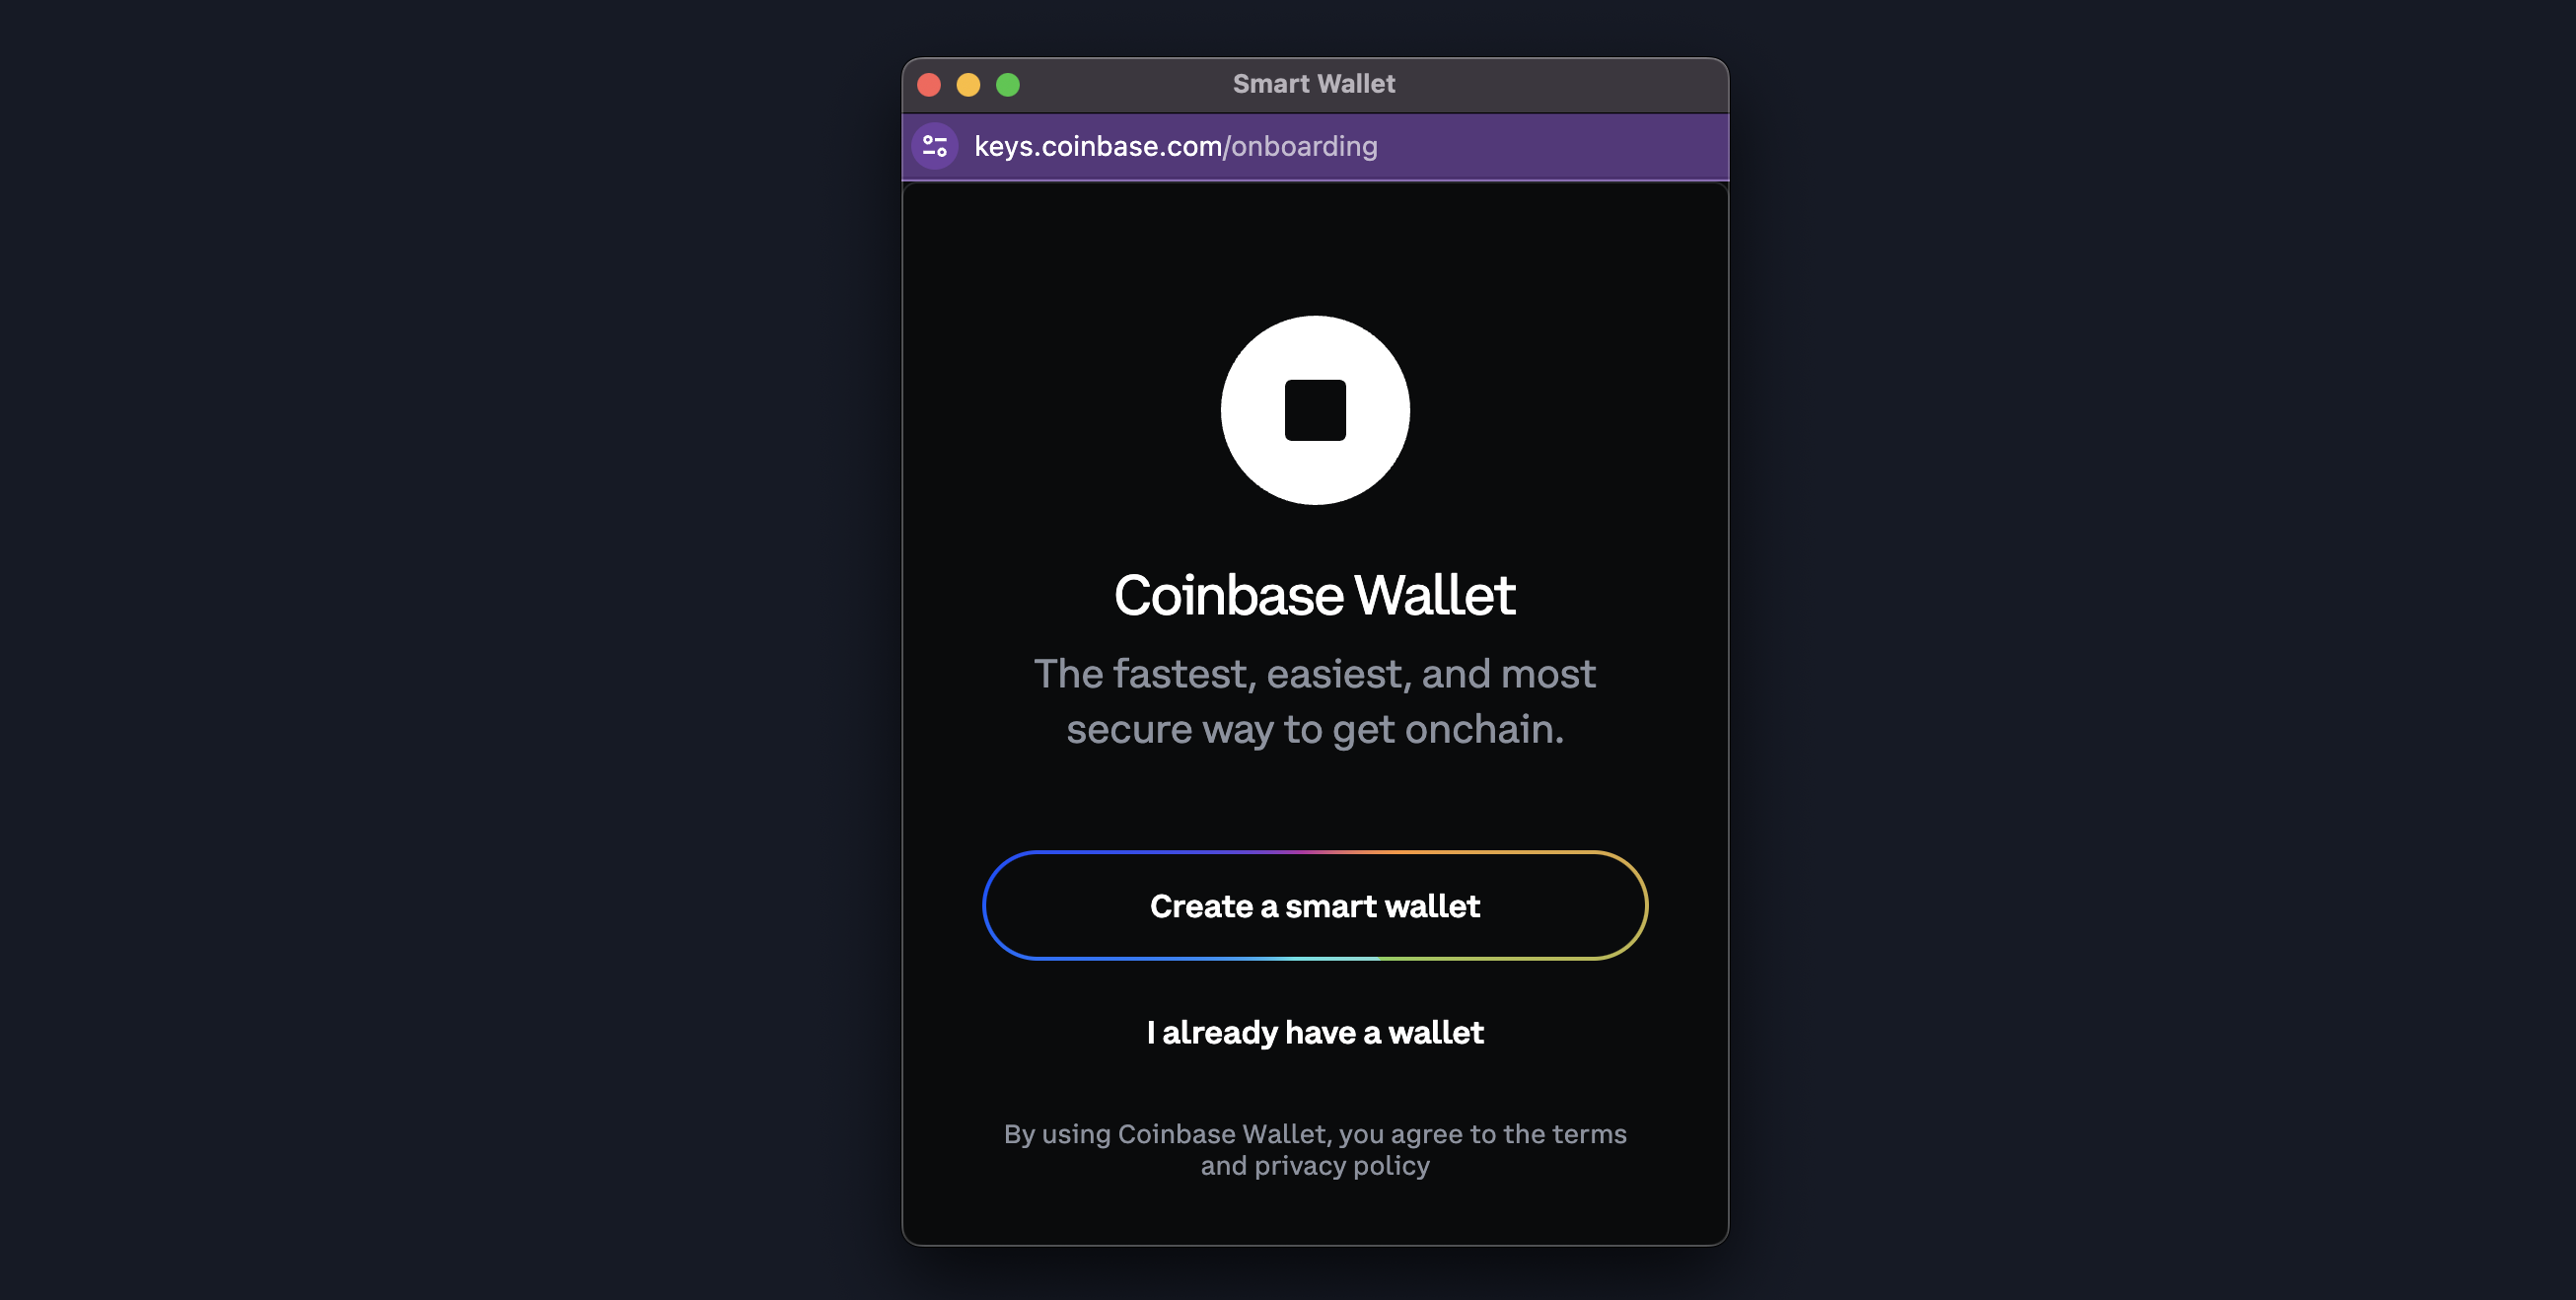 Smart Wallet
keys.coinbase.com/onboarding
Coinbase Wallet
The fastest, easiest, and most
secure way to get onchain.
Create a smart wallet
I already have a wallet
By using Coinbase Wallet, you agree to the terms
and privacy policy